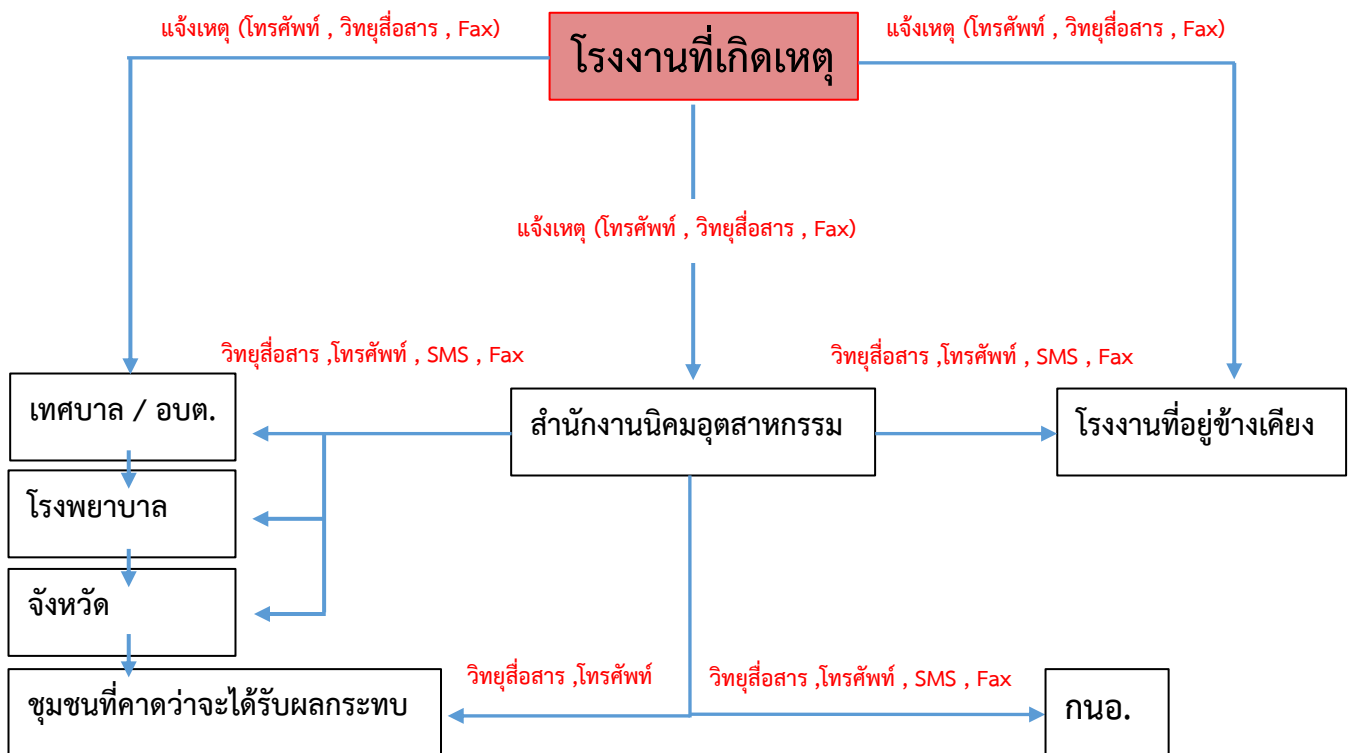 แจ้งเหตุ (โทรศัพท์ , วิทยุสื่อสาร , Fax)
โรงงานที่เกิดเหตุ
แจ้งเหตุ (โทรศัพท์ , วิทยุสื่อสาร , Fax)
แจ้งเหตุ (โทรศัพท์ , วิทยุสื่อสาร , Fax)
วิทยุสื่อสาร ,โทรศัพท์ , SMS , Fax
วิทยุสื่อสาร ,โทรศัพท์ , SMS , Fax
เทศบาล / อบต.
สำนักงานนิคมอุตสาหกรรม
โรงงานที่อยู่ข้างเคียง
โรงพยาบาล
จังหวัด
วิทยุสื่อสาร ,โทรศัพท์
วิทยุสื่อสาร ,โทรศัพท์ , SMS , Fax
ชุมชนที่คาดว่าจะได้รับผลกระทบ
กนอ.